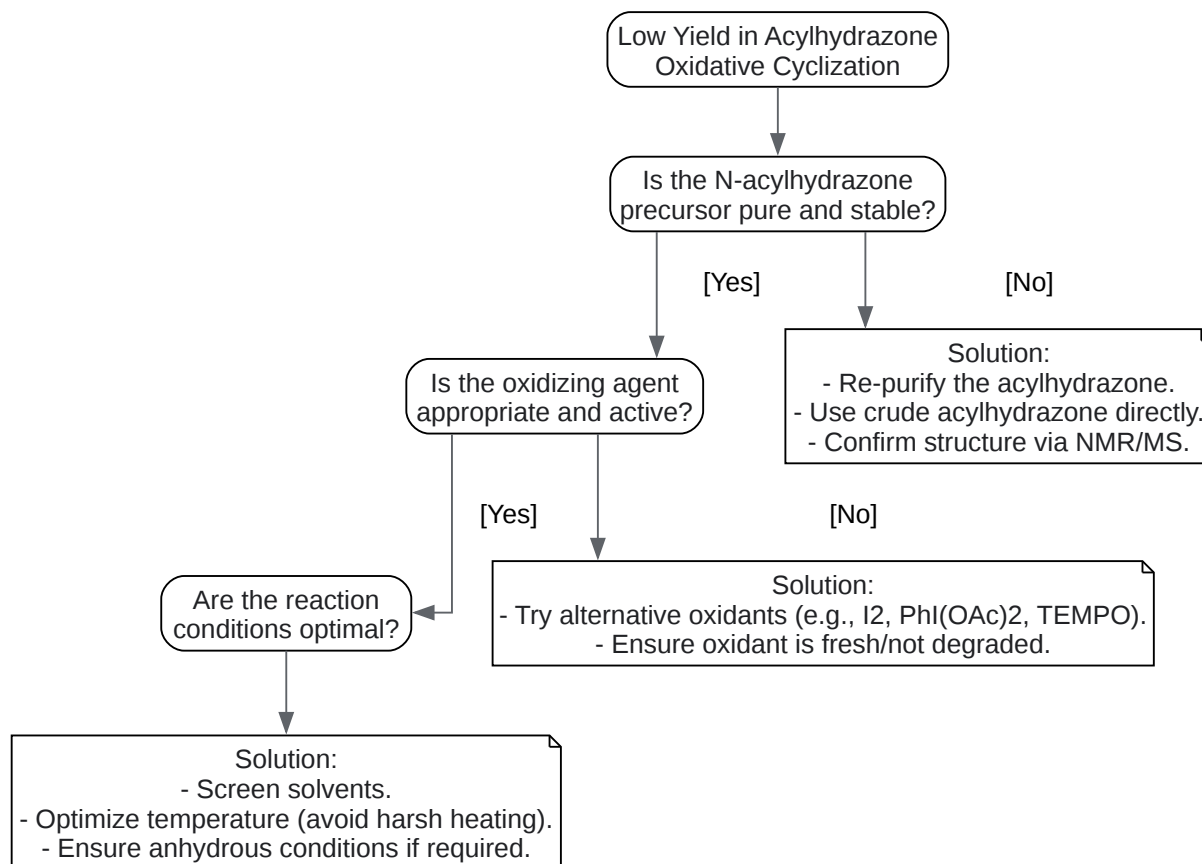 Low Yield in Acylhydrazone
Oxidative Cyclization
Is the N-acylhydrazone
precursor pure and stable?
[Yes]
[No]
Solution:
- Re-purify the acylhydrazone.
- Use crude acylhydrazone directly.
- Confirm structure via NMR/MS.
Is the oxidizing agent
appropriate and active?
[Yes]
[No]
Solution:
- Try alternative oxidants (e.g., I2, PhI(OAc)2, TEMPO).
- Ensure oxidant is fresh/not degraded.
Are the reaction
conditions optimal?
Solution:
- Screen solvents.
- Optimize temperature (avoid harsh heating).
- Ensure anhydrous conditions if required.